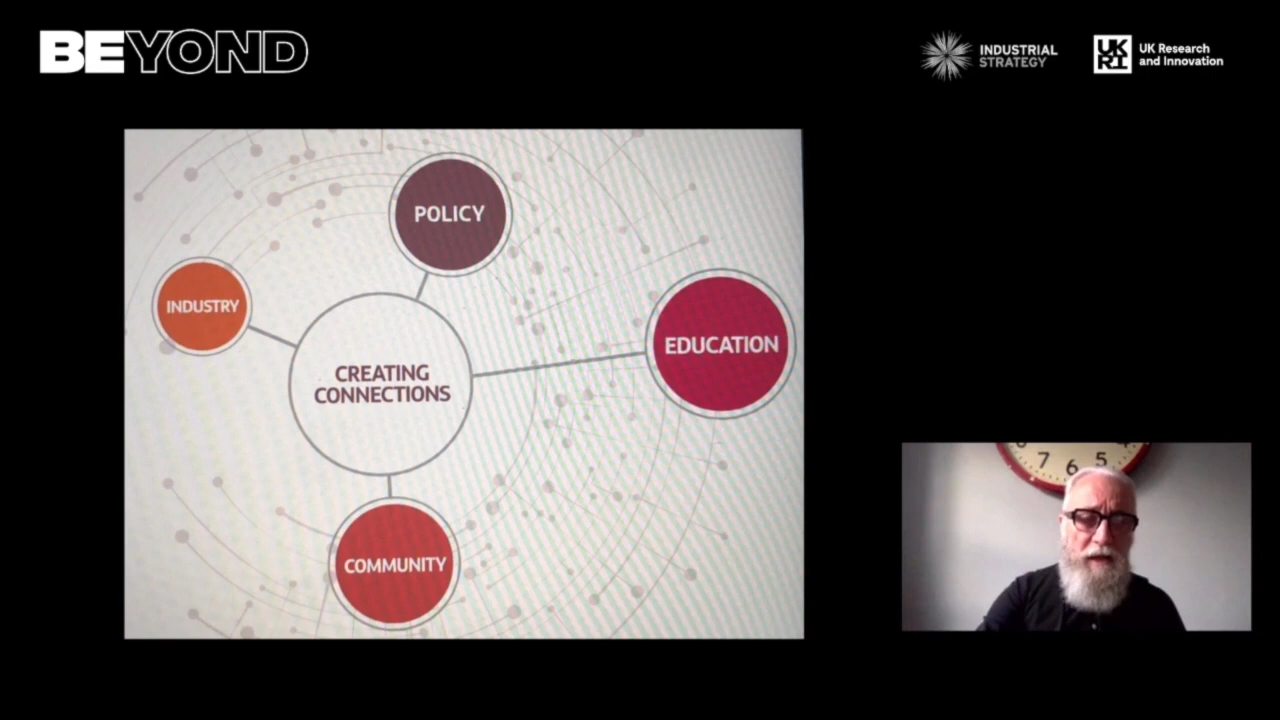 BEYOND
INDUSTRIAL
STRATEGY
UK
RI
UK Research
and Innovation
POLICY
INDUSTRY
EDUCATION
CREATING
CONNECTIONS
COMMUNITY
7
6
5